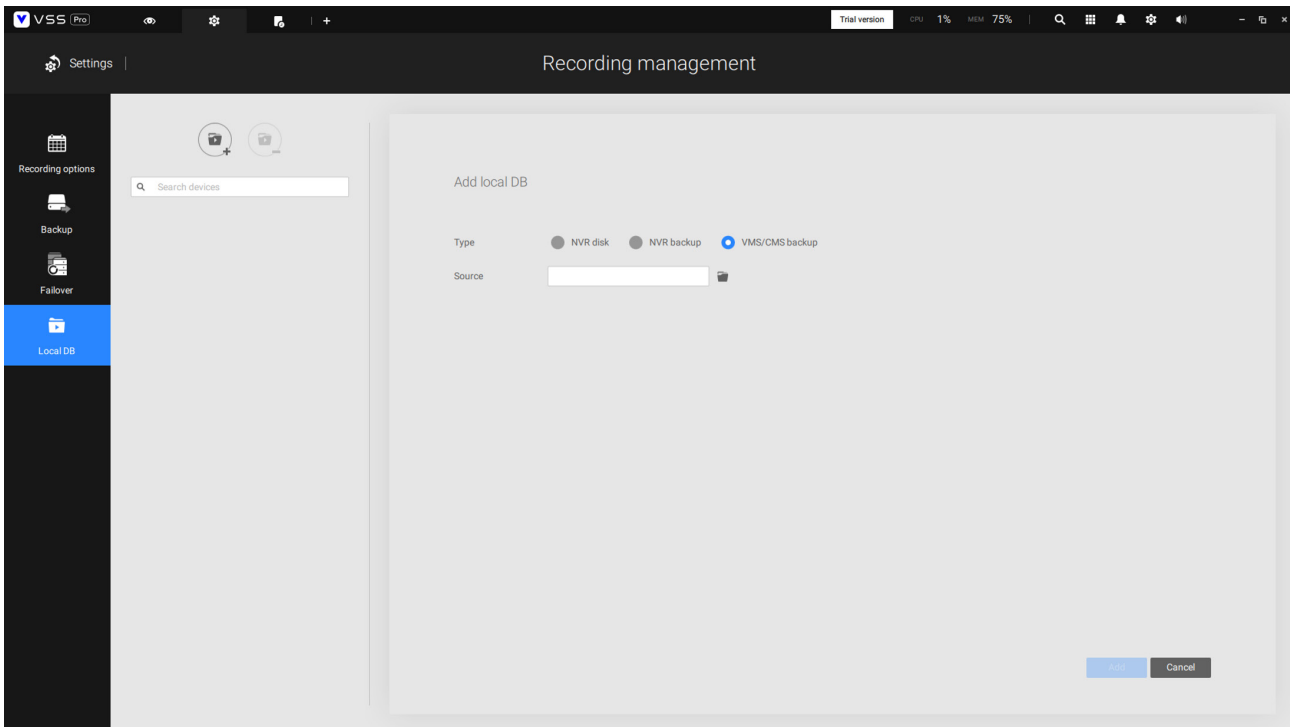 VSS Pro
Trial version CPU 1% MEM 75%
Settings
Recording management
Recording options
Backup
Failover
Local DB
Search devices
Add local DB
Type NVR disk NVR backup VMS/CMS backup
Source
Add Cancel